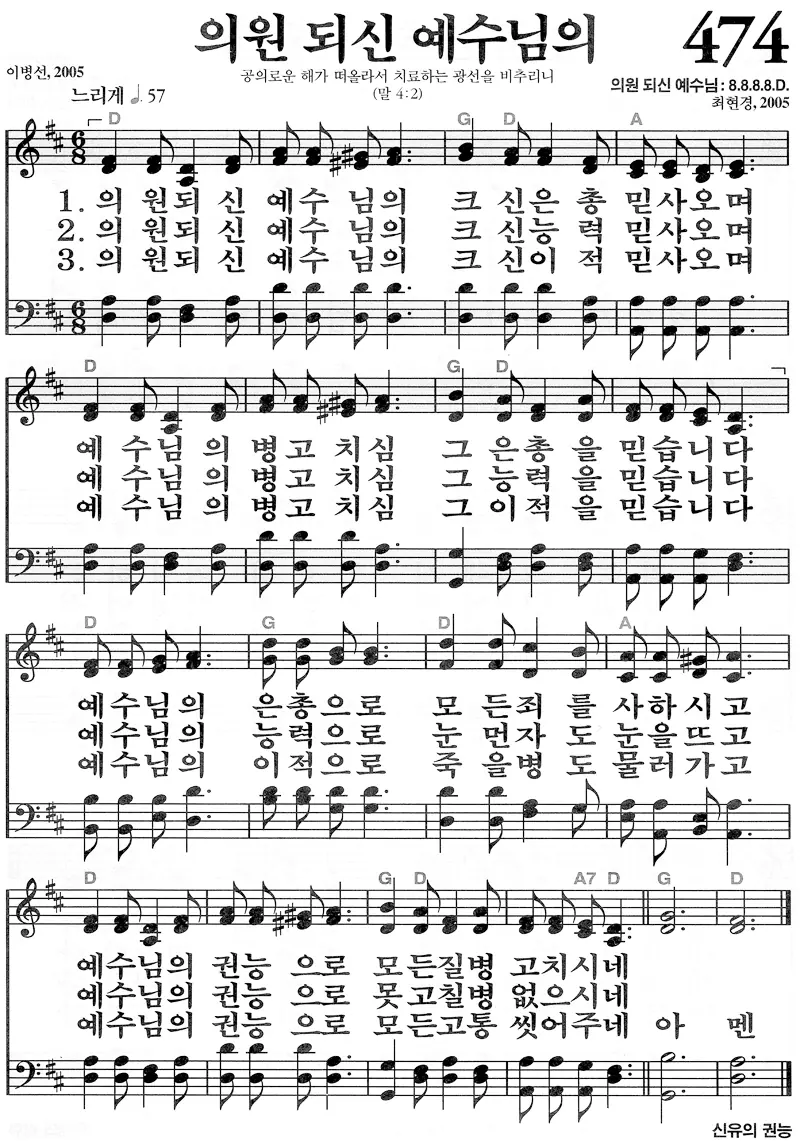 의원 되신 예수님의 474
이병선, 2005
공의로운 해가 떠올라서 치료하는 광선을 비추리니
(말 4:2)
의원 되신 예수님 : 8.8.8.8.D.
최현경, 2005
느리게 ♩. 57
D G D A
1. 의 원되 신 예수 님의 크 신은 총 믿사오며
2. 의 원되 신 예수 님의 크 신능 력 믿사오며
3. 의 원되 신 예수 님의 크 신이 적 믿사오며
D G D
예 수님 의 병고 치심 그 은총 을 믿습니다
예 수님 의 병고 치심 그 능력 을 믿습니다
예 수님 의 병고 치심 그 이적 을 믿습니다
D G D A
예수님의 은총으로 모 든죄 를 사하시고
예수님의 능력으로 눈 먼자 도 눈을뜨고
예수님의 이적으로 죽 을병 도 물러가고
D G D A7 D G D
예수님의 권능 으로 모든질병 고치시네
예수님의 권능 으로 못고칠병 없으시네
예수님의 권능 으로 모든고통 씻어주네 아 멘
신유의 권능